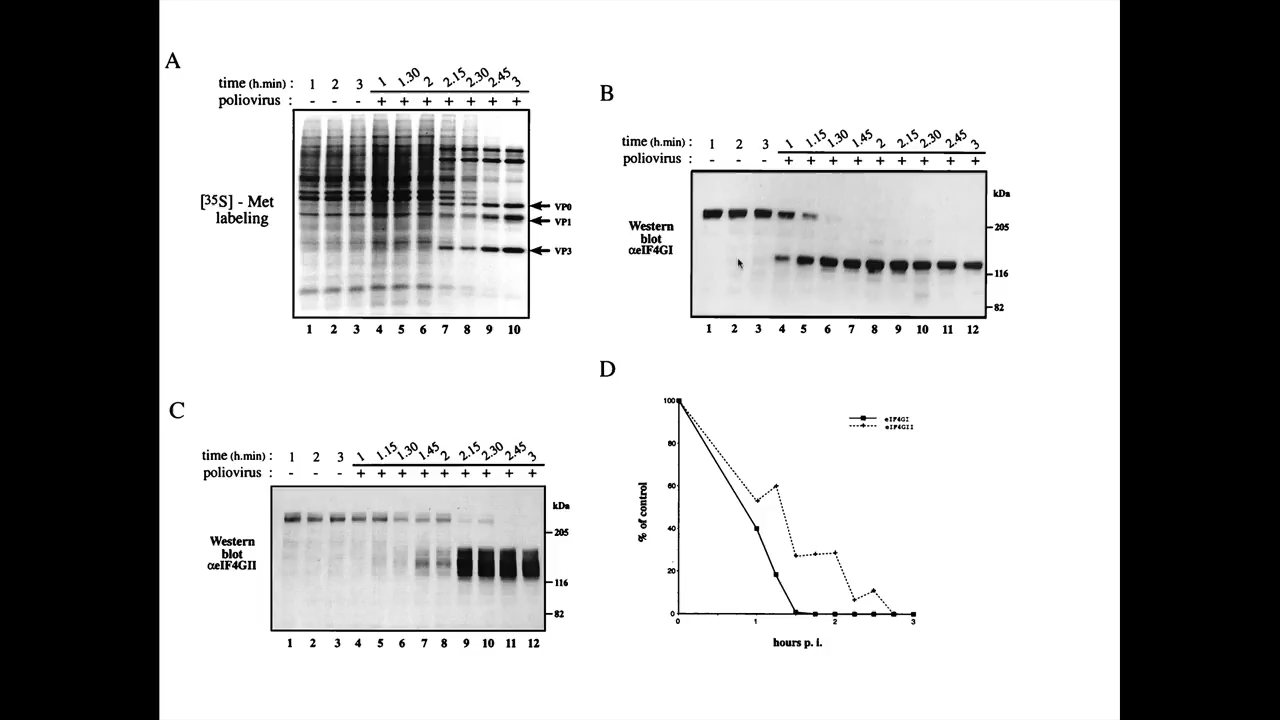 A
time (h.min) : 1 2 3 1 1.30 2 2.15 2.30 2.45 3
poliovirus : - - - + + + + + + +
[35S] - Met
labeling
VP0
VP1
VP3
1 2 3 4 5 6 7 8 9 10
B
time (h.min) : 1 2 3 1 1.15 1.30 1.45 2 2.15 2.30 2.45 3
poliovirus : - - - + + + + + + + + +
Western
blot
αeIF4GI
kDa
205
116
82
1 2 3 4 5 6 7 8 9 10 11 12
C
time (h.min) : 1 2 3 1 1.15 1.30 1.45 2 2.15 2.30 2.45 3
poliovirus : - - - + + + + + + + + +
Western
blot
αeIF4GII
kDa
205
116
82
1 2 3 4 5 6 7 8 9 10 11 12
D
% of control
100
80
60
40
20
0
0 1 2 3
hours p. i.
eIF4GI
eIF4GII